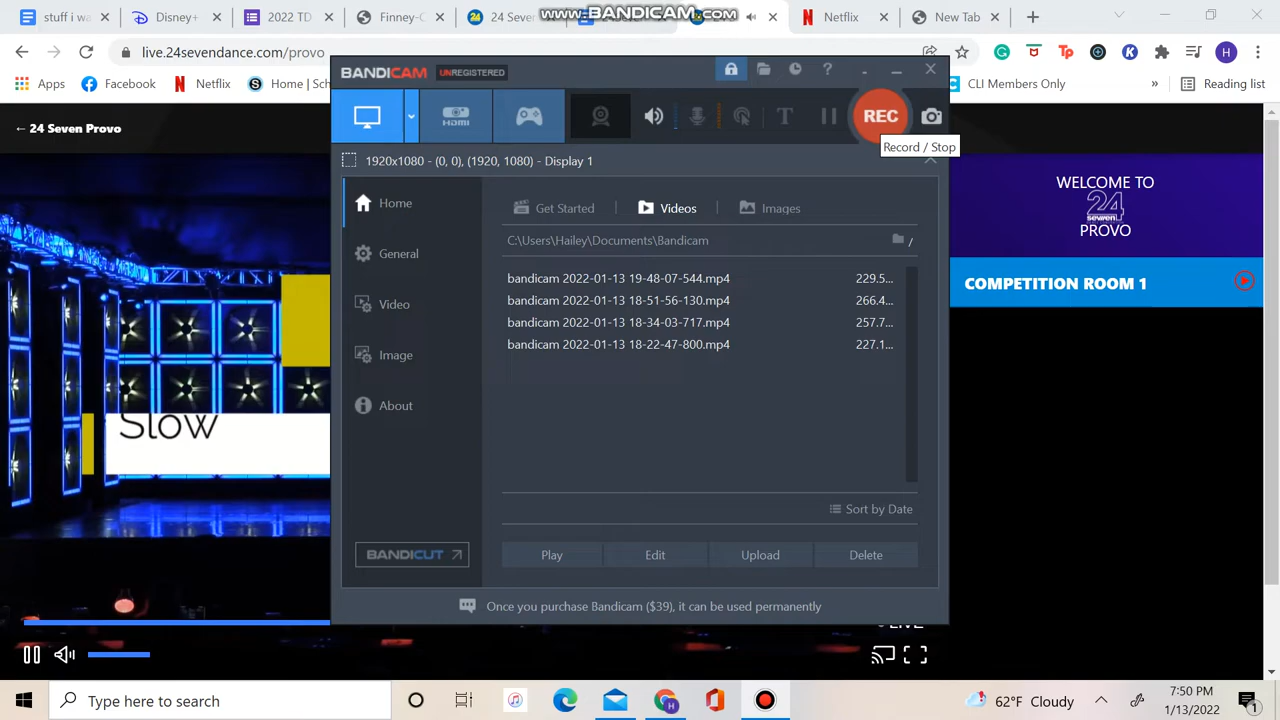 stuff i wa
2022 TD
Finney-C
24 Seve
www.BANDICAM.com
Netflix
New Tab
live.24sevendance.com/provo
H
Apps
Facebook
Netflix
Home | Sc
CLI Members Only
Reading list
← 24 Seven Provo
BANDICAM UNREGISTERED
HDMI
REC
Record / Stop
1920x1080 - (0, 0), (1920, 1080) - Display 1
Home
General
Video
Image
About
BANDICUT
Get Started
Videos
Images
C:\Users\Hailey\Documents\Bandicam
/
bandicam 2022-01-13 19-48-07-544.mp4 229.5...
bandicam 2022-01-13 18-51-56-130.mp4 266.4...
bandicam 2022-01-13 18-34-03-717.mp4 257.7...
bandicam 2022-01-13 18-22-47-800.mp4 227.1...
Sort by Date
Play
Edit
Upload
Delete
Once you purchase Bandicam ($39), it can be used permanently
Slow
LIVE
WELCOME TO
24
SEVEN
PROVO
COMPETITION ROOM 1
Type here to search
62°F Cloudy
7:50 PM
1/13/2022
1